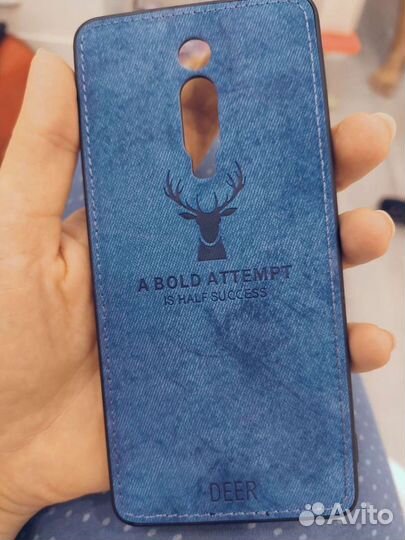 A BOLD ATTEMPT
IS HALF SUCCESS
DEER
Avito